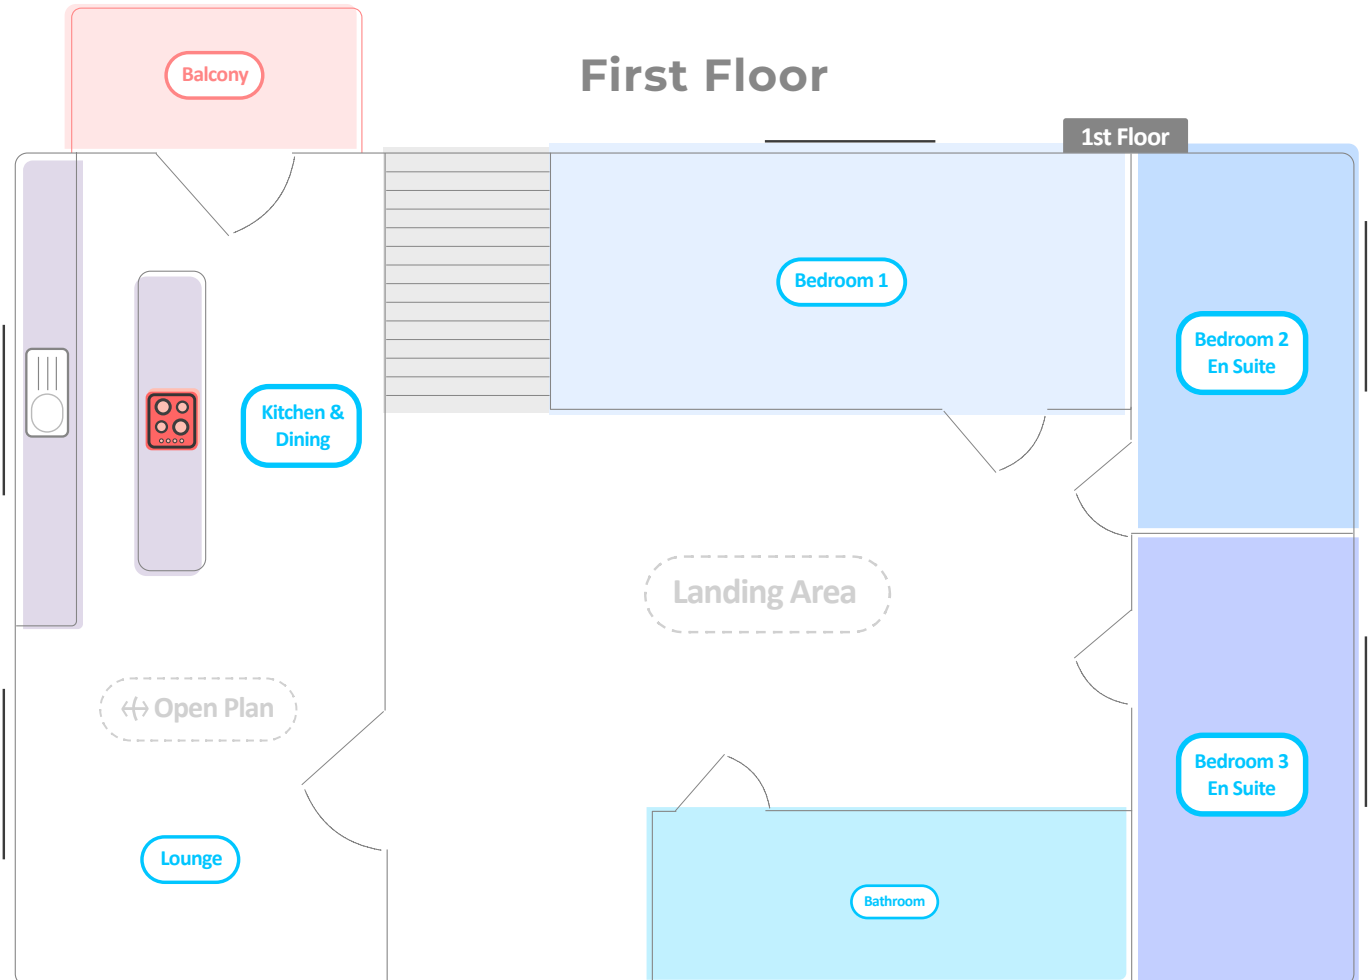 Balcony
First Floor
1st Floor
Bedroom 1
Bedroom 2
En Suite
Kitchen &
Dining
Landing Area
Open Plan
Bedroom 3
En Suite
Lounge
Bathroom